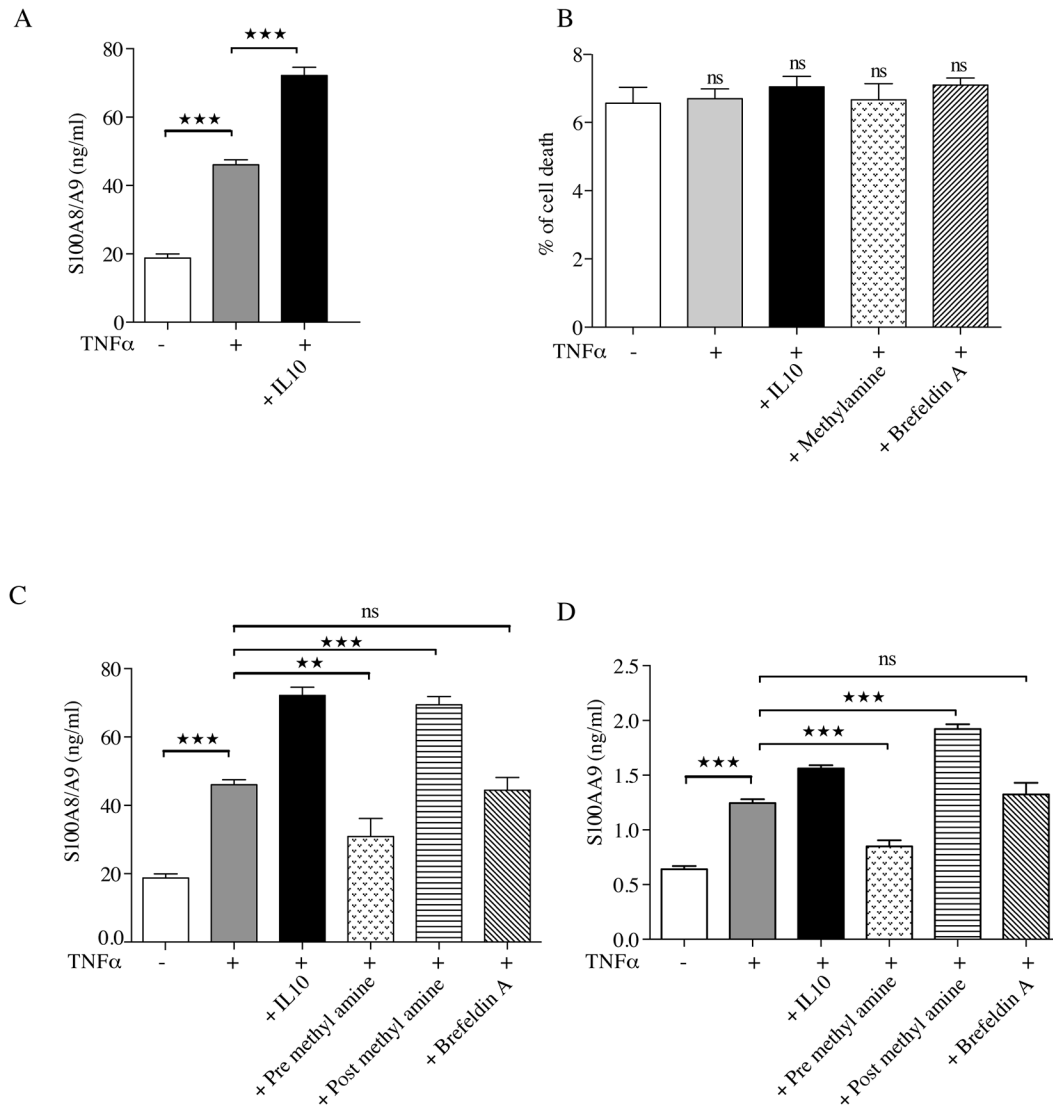 A
S100A8/A9 (ng/ml)
80
60
40
20
0
★★★
★★★
TNFα - + +
+ IL10
B
% of cell death
8
6
4
2
0
ns ns ns ns
TNFα - + + + +
+ IL10
+ Methylamine
+ Brefeldin A
C
S100A8/A9 (ng/ml)
80
60
40
20
0.0
ns
★★★
★★
★★★
TNFα - + + + + +
+ IL10
+ Pre methyl amine
+ Post methyl amine
+ Brefeldin A
D
S100AA9 (ng/ml)
2.5
2.0
1.5
1.0
0.5
0.0
ns
★★★
★★★
★★★
TNFα - + + + + +
+ IL10
+ Pre methyl amine
+ Post methyl amine
+ Brefeldin A